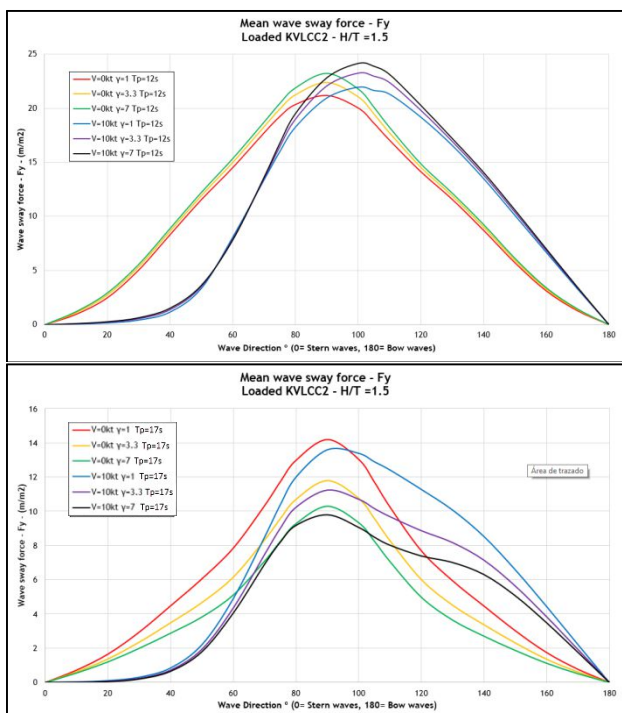 Mean wave sway force - Fy
Loaded KVLCC2 - H/T =1.5
25
20
15
10
5
0
Wave sway force - Fy - (m/m2)
V=0kt γ=1 Tp=12s
V=0kt γ=3.3 Tp=12s
V=0kt γ=7 Tp=12s
V=10kt γ=1 Tp=12s
V=10kt γ=3.3 Tp=12s
V=10kt γ=7 Tp=12s
0 20 40 60 80 100 120 140 160 180
Wave Direction ° (0= Stern waves, 180= Bow waves)
Mean wave sway force - Fy
Loaded KVLCC2 - H/T =1.5
16
14
12
10
8
6
4
2
0
Wave sway force - Fy - (m/m2)
V=0kt γ=1 Tp=17s
V=0kt γ=3.3 Tp=17s
V=0kt γ=7 Tp=17s
V=10kt γ=1 Tp=17s
V=10kt γ=3.3 Tp=17s
V=10kt γ=7 Tp=17s
Área de trazado
0 20 40 60 80 100 120 140 160 180
Wave Direction ° (0= Stern waves, 180= Bow waves)